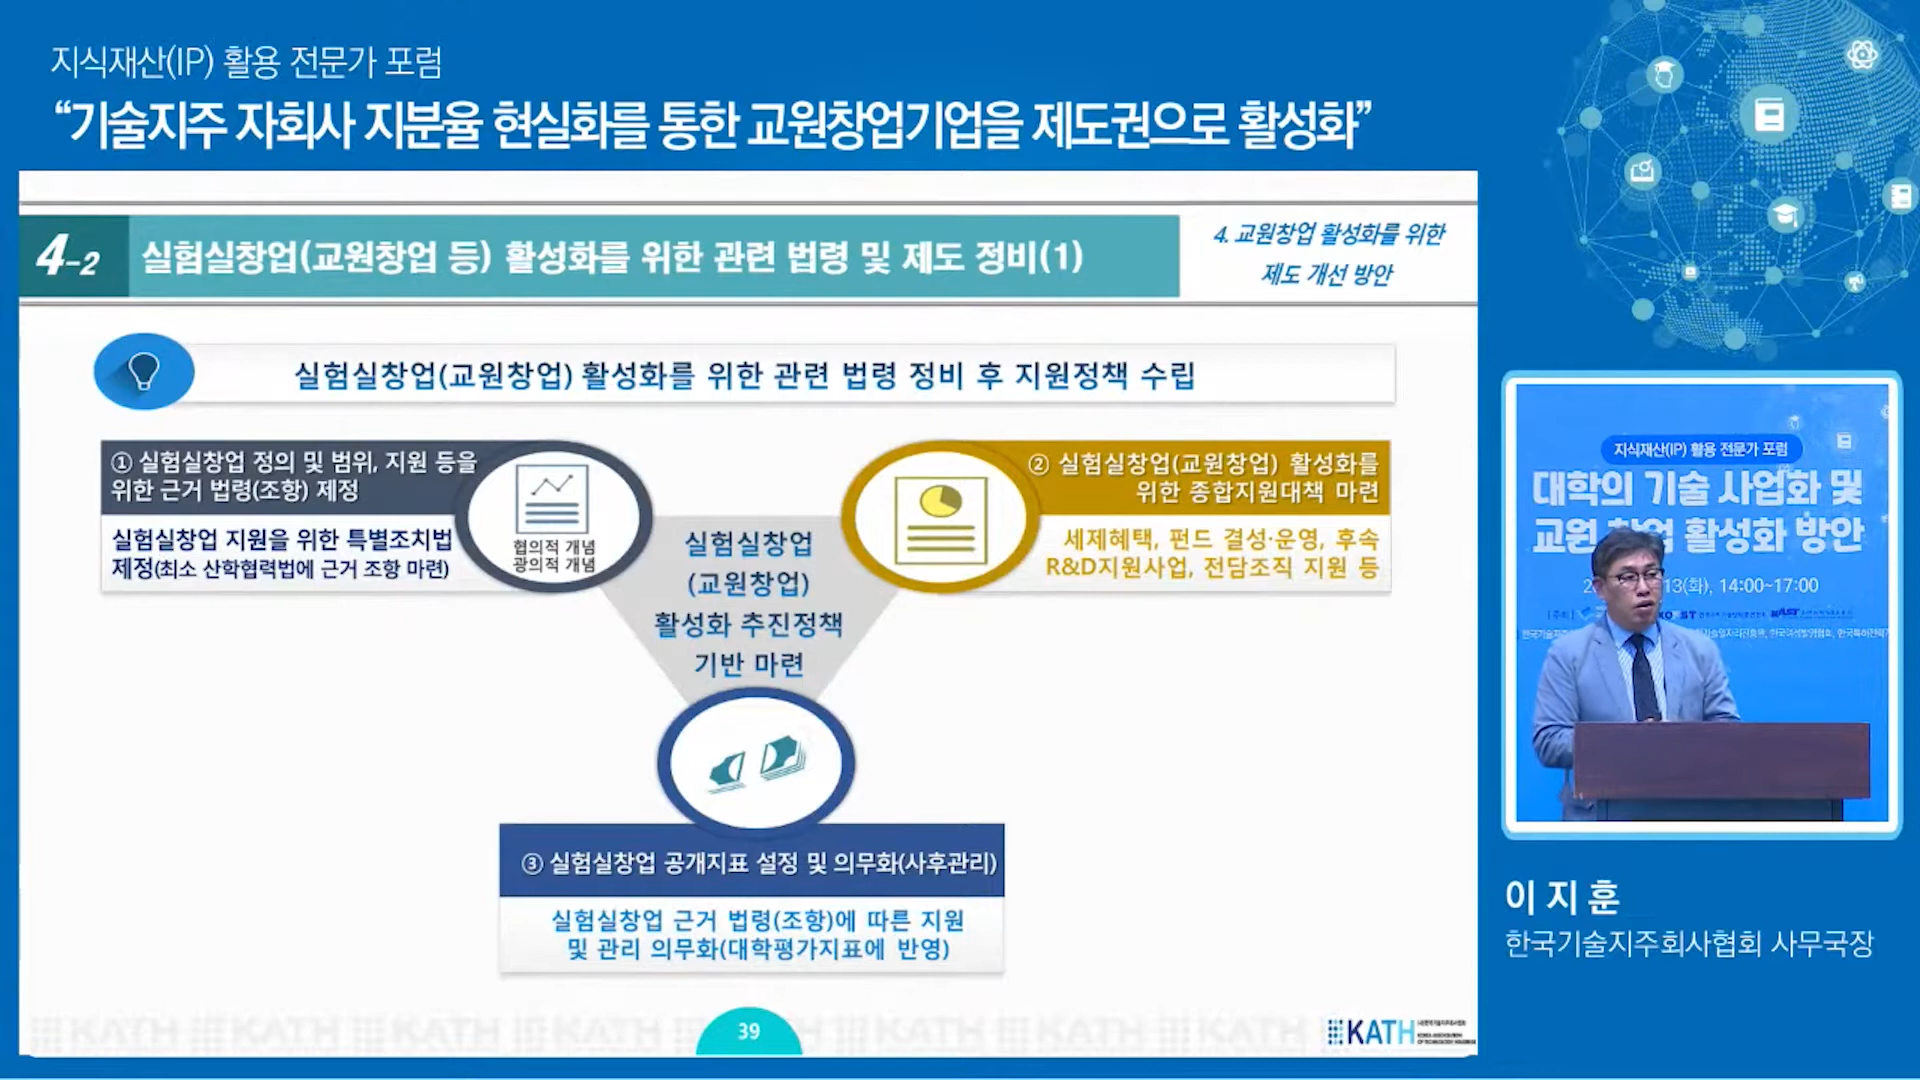 지식재산(IP) 활용 전문가 포럼
“기술지주 자회사 지분율 현실화를 통한 교원창업기업을 제도권으로 활성화”
4-2
실험실창업(교원창업 등) 활성화를 위한 관련 법령 및 제도 정비(1)
4. 교원창업 활성화를 위한
제도 개선 방안
실험실창업(교원창업) 활성화를 위한 관련 법령 정비 후 지원정책 수립
① 실험실창업 정의 및 범위, 지원 등을
위한 근거 법령(조항) 제정
실험실창업 지원을 위한 특별조치법
제정(최소 산학협력법에 근거 조항 마련)
협의적 개념
광의적 개념
② 실험실창업(교원창업) 활성화를
위한 종합지원대책 마련
세제혜택, 펀드 결성·운영, 후속
R&D지원사업, 전담조직 지원 등
실험실창업
(교원창업)
활성화 추진정책
기반 마련
③ 실험실창업 공개지표 설정 및 의무화(사후관리)
실험실창업 근거 법령(조항)에 따른 지원
및 관리 의무화(대학평가지표에 반영)
39
KATH
지식재산(IP) 활용 전문가 포럼
대학의 기술 사업화 및
교원 창업 활성화 방안
13(화), 14:00~17:00
이지훈
한국기술지주회사협회 사무국장